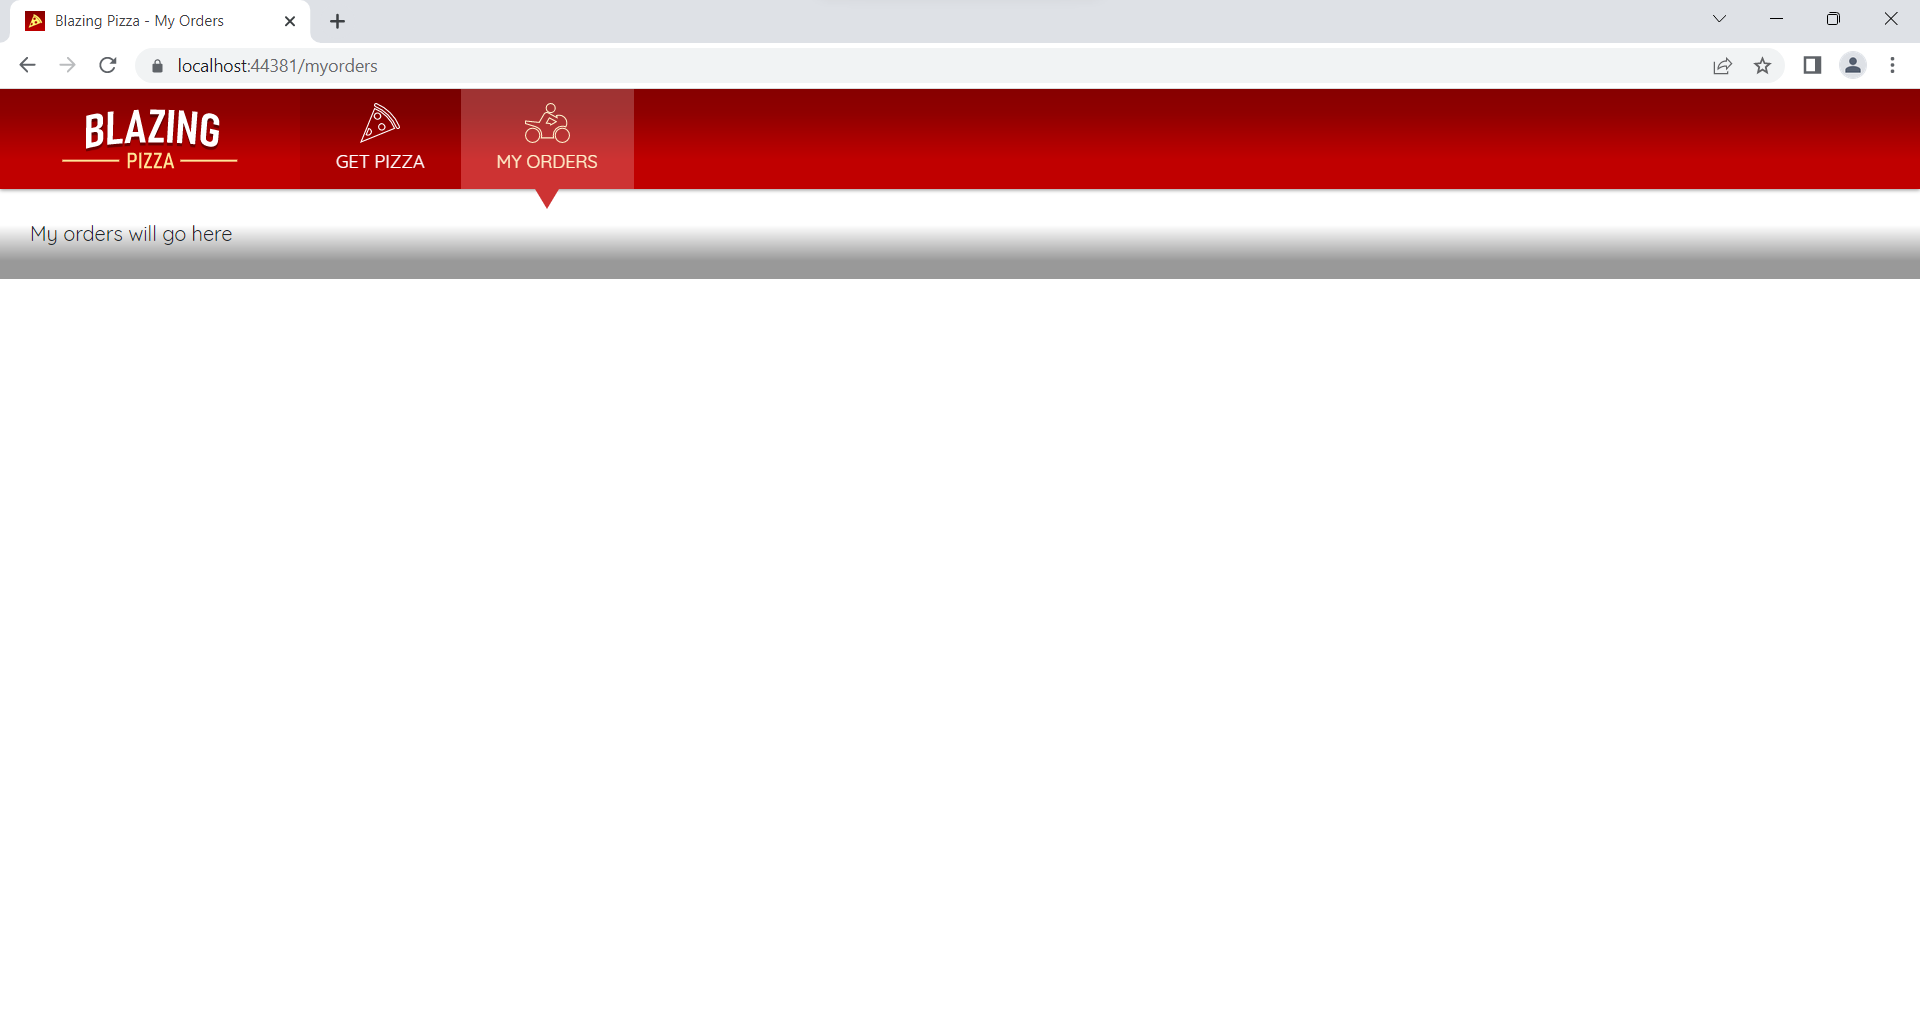 Blazing Pizza - My Orders
localhost:44381/myorders
BLAZING
PIZZA
GET PIZZA
MY ORDERS
My orders will go here